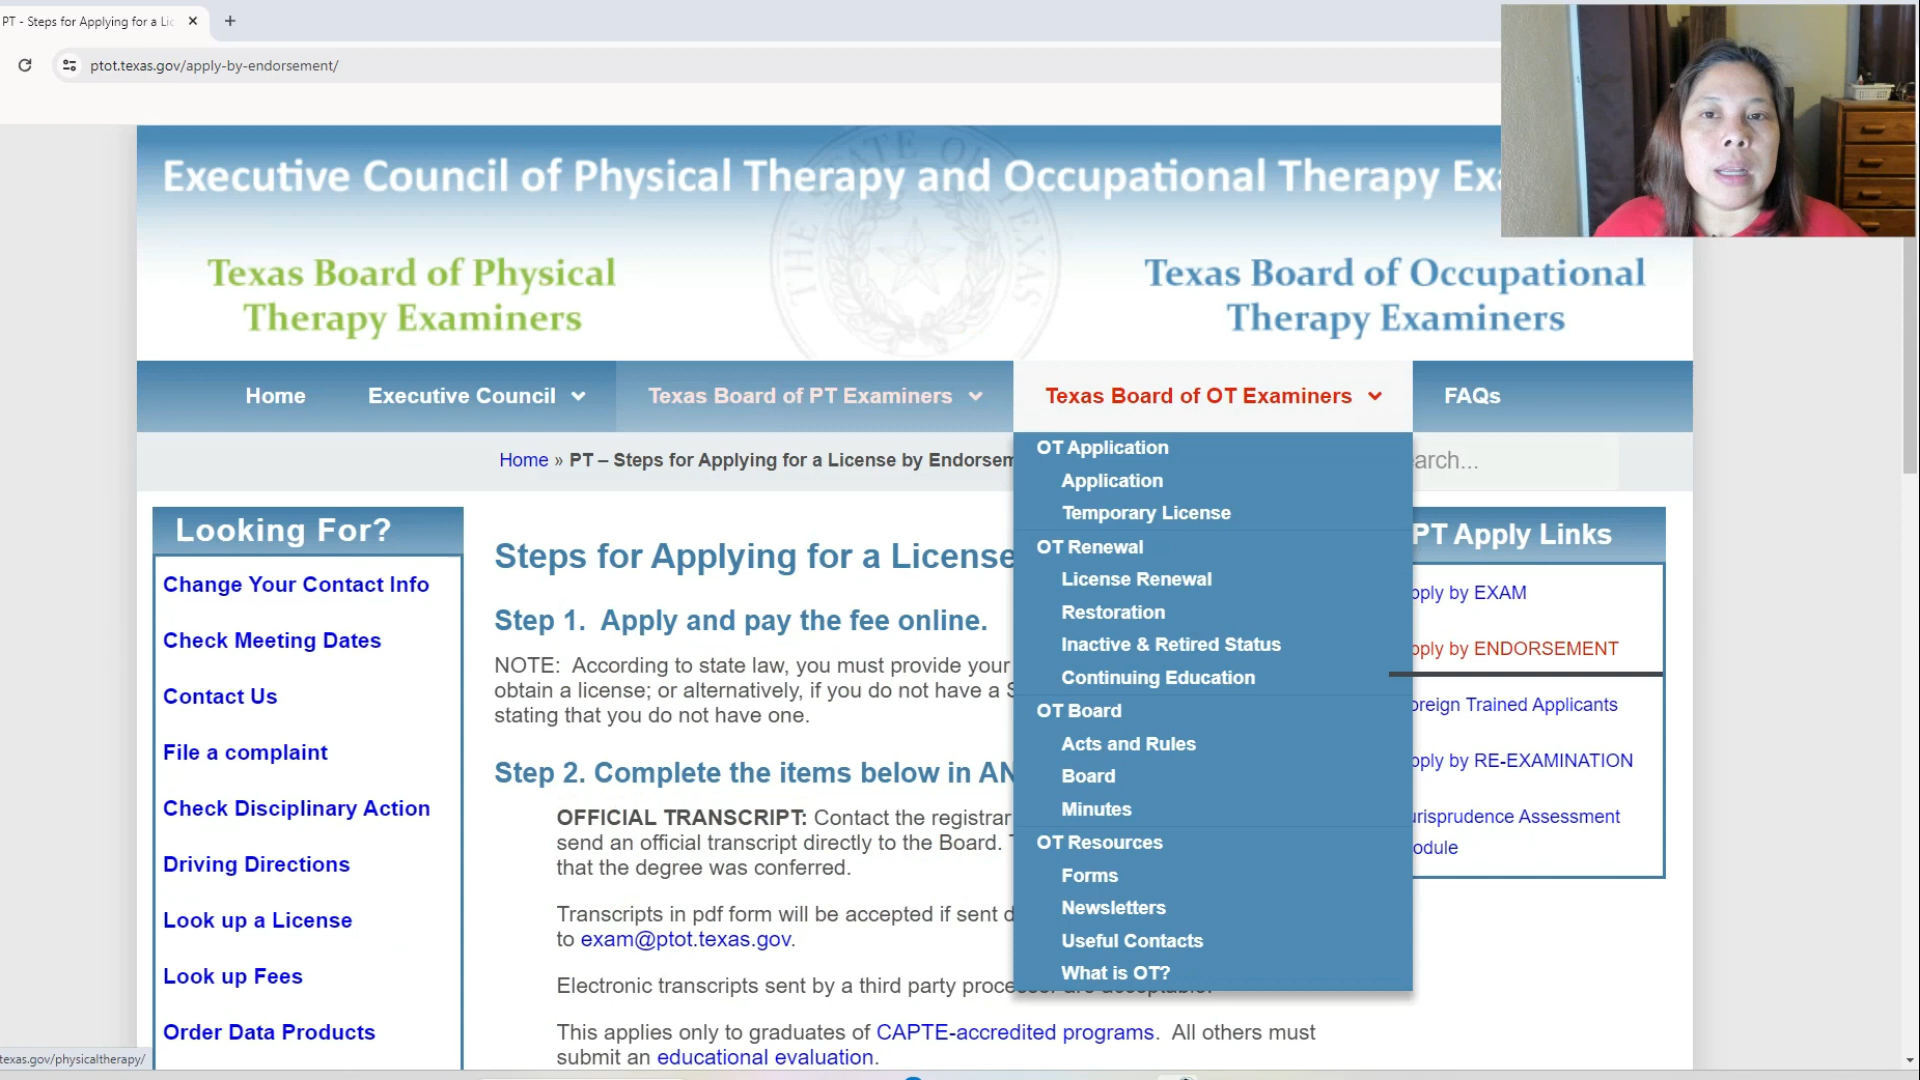 PT - Steps for Applying for a Lic
ptot.texas.gov/apply-by-endorsement/
Executive Council of Physical Therapy and Occupational Therapy Ex
THE STATE OF TEXAS
Texas Board of Physical
Therapy Examiners
Texas Board of Occupational
Therapy Examiners
Home
Executive Council
Texas Board of PT Examiners
Texas Board of OT Examiners
FAQs
Home » PT – Steps for Applying for a License by Endorsem
arch...
Looking For?
Change Your Contact Info
Check Meeting Dates
Contact Us
File a complaint
Check Disciplinary Action
Driving Directions
Look up a License
Look up Fees
Order Data Products
Steps for Applying for a License
Step 1. Apply and pay the fee online.
NOTE: According to state law, you must provide your
obtain a license; or alternatively, if you do not have a S
stating that you do not have one.
Step 2. Complete the items below in AN
OFFICIAL TRANSCRIPT: Contact the registrar
send an official transcript directly to the Board. T
that the degree was conferred.
Transcripts in pdf form will be accepted if sent d
to exam@ptot.texas.gov.
Electronic transcripts sent by a third party processor are acceptable.
This applies only to graduates of CAPTE-accredited programs. All others must
submit an educational evaluation.
OT Application
Application
Temporary License
OT Renewal
License Renewal
Restoration
Inactive & Retired Status
Continuing Education
OT Board
Acts and Rules
Board
Minutes
OT Resources
Forms
Newsletters
Useful Contacts
What is OT?
PT Apply Links
pply by EXAM
pply by ENDORSEMENT
oreign Trained Applicants
pply by RE-EXAMINATION
urisprudence Assessment
odule
texas.gov/physicaltherapy/